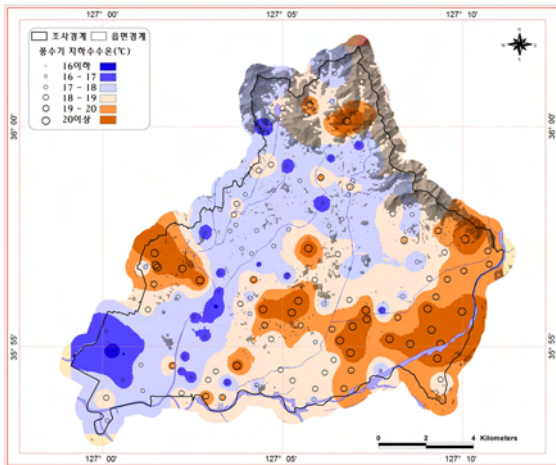 127° 00' 127° 05' 127° 10'
조사경계 읍면경계
풍수기 지하수수온(℃)
16이하
16 - 17
17 - 18
18 - 19
19 - 20
20이상
N
W E
S
36° 00' 36° 00'
35° 55' 35° 55'
0 2 4 Kilometers
127° 00' 127° 05' 127° 10'